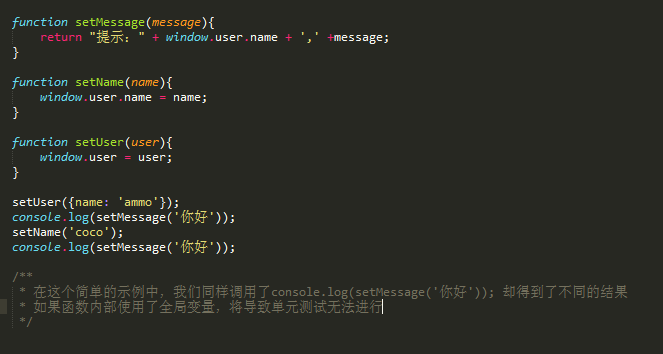 function setMessage(message){
return "提示：" + window.user.name + ',' +message;
}
function setName(name){
window.user.name = name;
}
function setUser(user){
window.user = user;
}
setUser({name: 'ammo'});
console.log(setMessage('你好'));
setName('coco');
console.log(setMessage('你好'));
/**
* 在这个简单的示例中，我们同样调用了console.log(setMessage('你好')); 却得到了不同的结果
* 如果函数内部使用了全局变量，将导致单元测试无法进行
*/